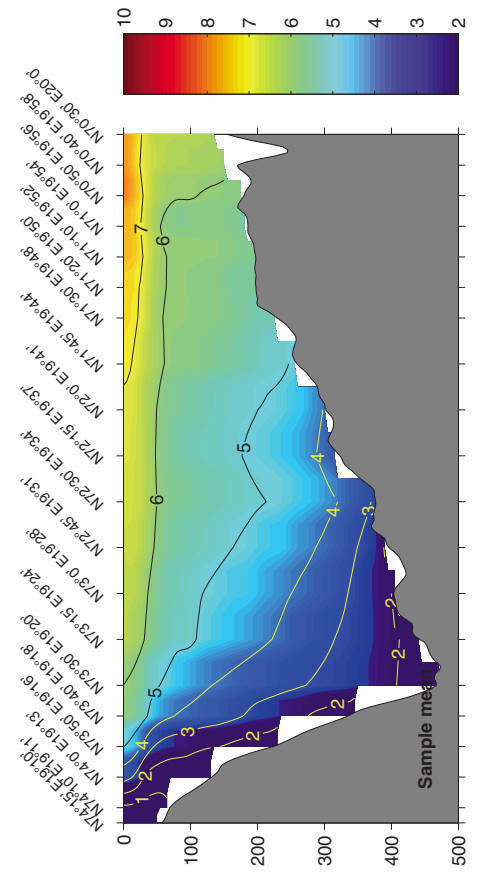 N74°15' E19°10'
N74°10' E19°11'
N74°0' E19°13'
N73°50' E19°16'
N73°40' E19°18'
N73°30' E19°20'
N73°15' E19°24'
N73°0' E19°28'
N72°45' E19°31'
N72°30' E19°34'
N72°15' E19°37'
N72°0' E19°41'
N71°45' E19°44'
N71°30' E19°48'
N71°20' E19°50'
N71°10' E19°52'
N71°0' E19°54'
N70°50' E19°56'
N70°40' E19°58'
N70°30' E20°0'
0
100
200
300
400
500
1
2
4
5
3
2
2
6
5
4
4
3
2
2
6
7
Sample mean
10
9
8
7
6
5
4
3
2